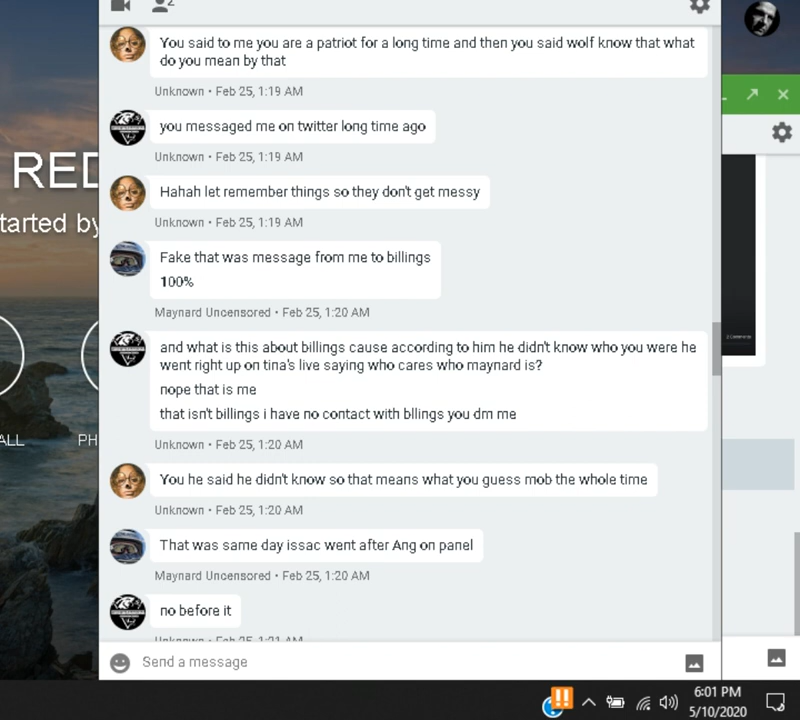 2
RED
You said to me you are a patriot for a long time and then you said wolf know that what
do you mean by that
Unknown • Feb 25, 1:19 AM
you messaged me on twitter long time ago
Unknown • Feb 25, 1:19 AM
tarted by
Hahah let remember things so they don't get messy
Unknown • Feb 25, 1:19 AM
Fake that was message from me to billings
100%
Maynard Uncensored • Feb 25, 1:20 AM
and what is this about billings cause according to him he didn't know who you were he
went right up on tina's live saying who cares who maynard is?
nope that is me
that isn't billings i have no contact with bllings you dm me
Unknown • Feb 25, 1:20 AM
ALL
PH
You he said he didn't know so that means what you guess mob the whole time
Unknown • Feb 25, 1:20 AM
That was same day issac went after Ang on panel
Maynard Uncensored • Feb 25, 1:20 AM
no before it
Unknown • Feb 25, 1:21 AM
Send a message
6:01 PM
5/10/2020